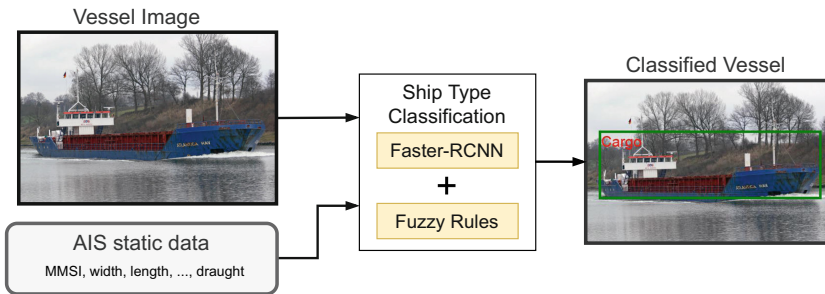 Vessel Image
AIS static data
MMSI, width, length, ..., draught
Ship Type
Classification
Faster-RCNN
+
Fuzzy Rules
Classified Vessel
Cargo